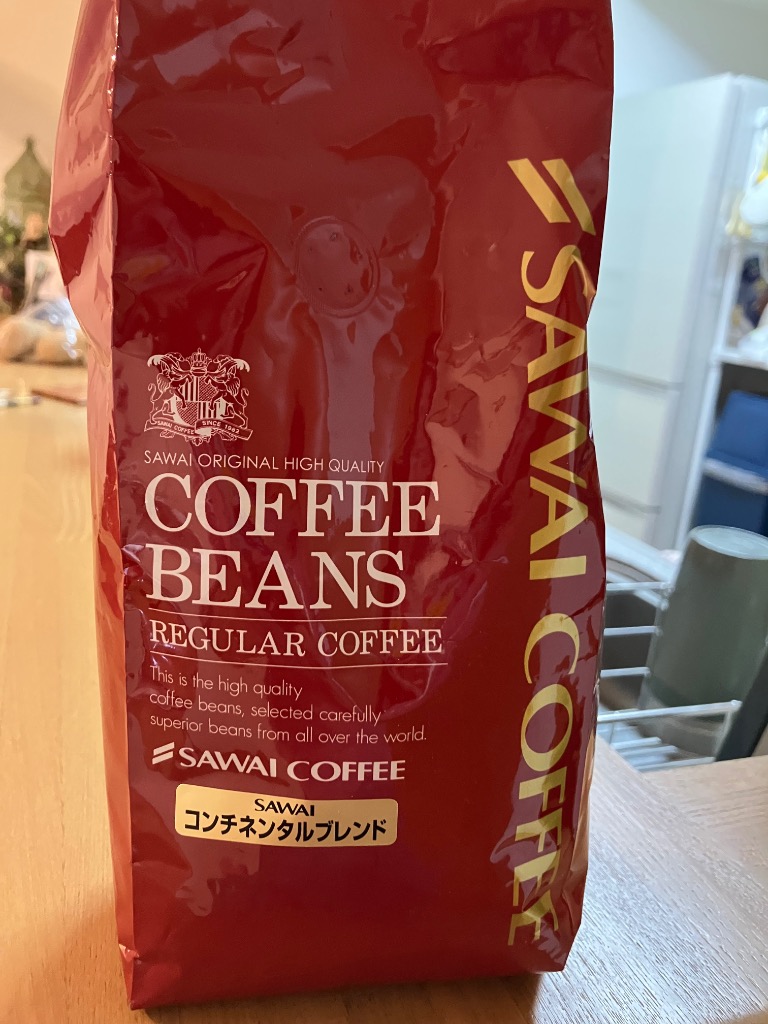 SAWAI COFFEE SINCE 1982
SAWAI ORIGINAL HIGH QUALITY
COFFEE
BEANS
REGULAR COFFEE
This is the high quality
coffee beans, selected carefully
superior beans from all over the world.
SAWAI COFFEE
SAWAI
コンチネンタルブレンド
SAWAI COFFEE